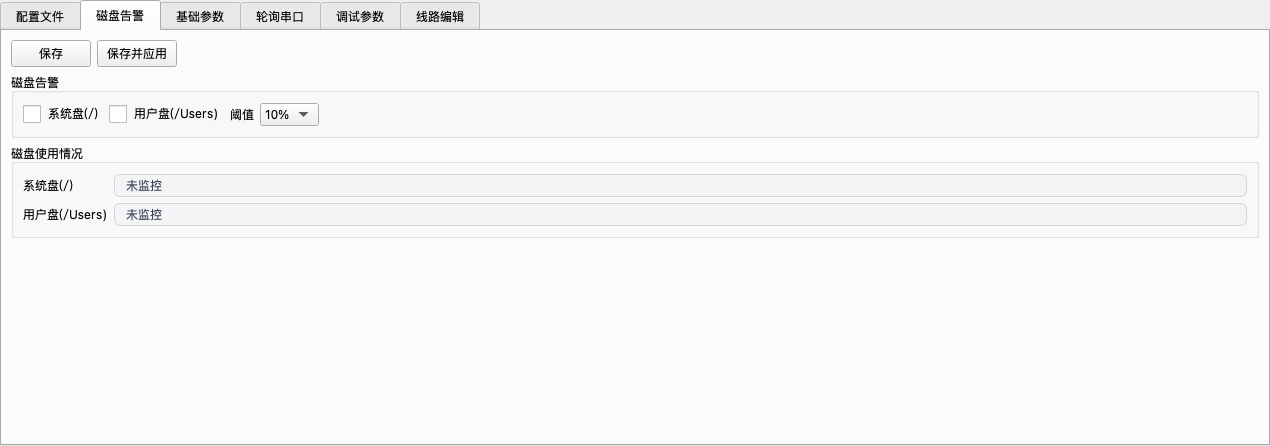 配置文件 磁盘告警 基础参数 轮询串口 调试参数 线路编辑
保存 保存并应用
磁盘告警
系统盘(/) 用户盘(/Users) 阈值 10%
磁盘使用情况
系统盘(/) 未监控
用户盘(/Users) 未监控